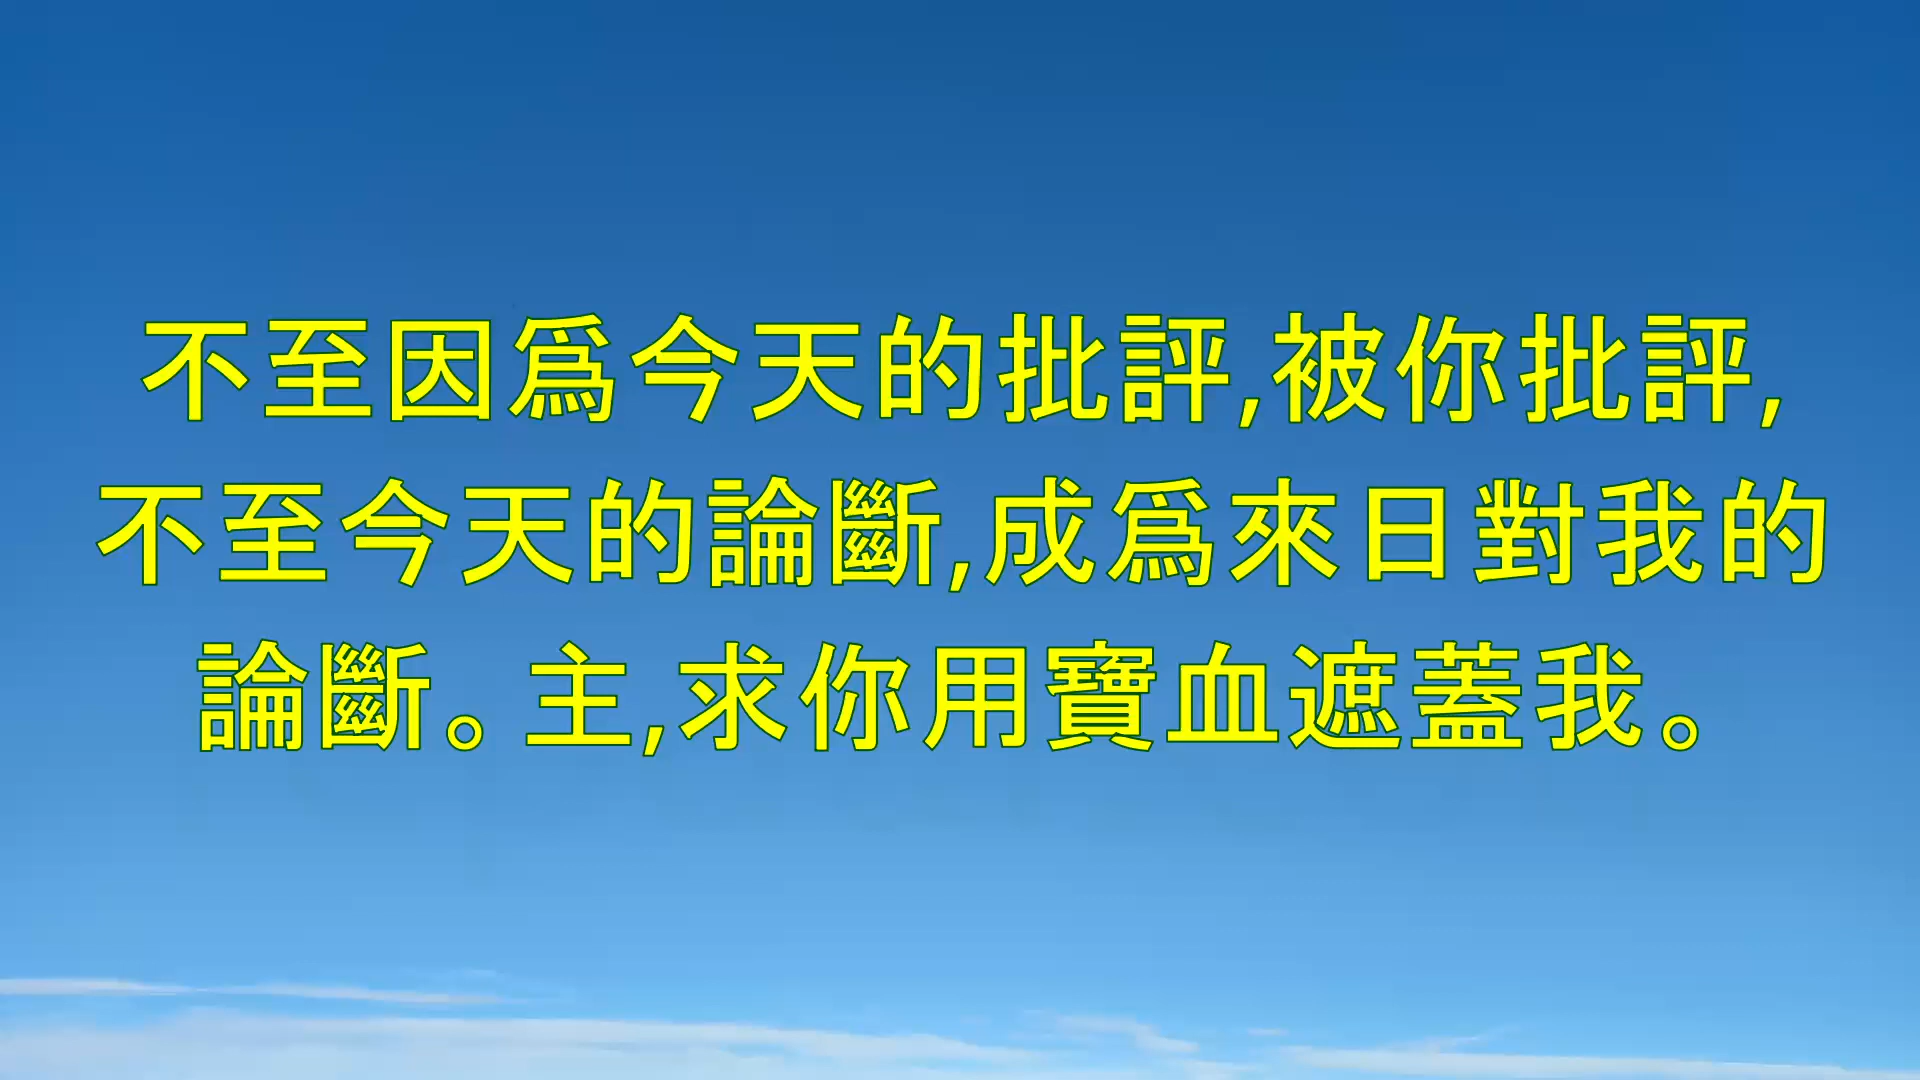 不至因爲今天的批評,被你批評,
不至今天的論斷,成爲來日對我的
論斷。主,求你用寶血遮蓋我。